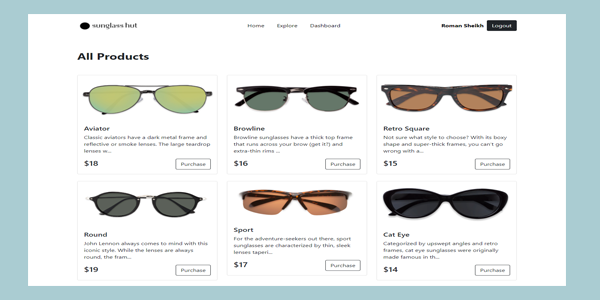 sunglass hut
Home Explore Dashboard
Roman Sheikh Logout
All Products
Aviator
Classic aviators have a dark metal frame and
reflective or smoke lenses. The large teardrop
lenses w...
$18 Purchase
Browline
Browline sunglasses have a thick top frame
that runs across your brow (get it?) and
extra-thin rims ...
$16 Purchase
Retro Square
Not sure what style to choose? With its boxy
shape and super-thick frames, you can't go
wrong with a...
$15 Purchase
Round
John Lennon always comes to mind with this
iconic style. While the lenses are always
round, the fram...
$19 Purchase
Sport
For the adventure-seekers out there, sport
sunglasses are characterized by thin, sleek
lenses taperi...
$17 Purchase
Cat Eye
Categorized by upswept angles and retro
frames, cat eye sunglasses were originally
made famous in th...
$14 Purchase